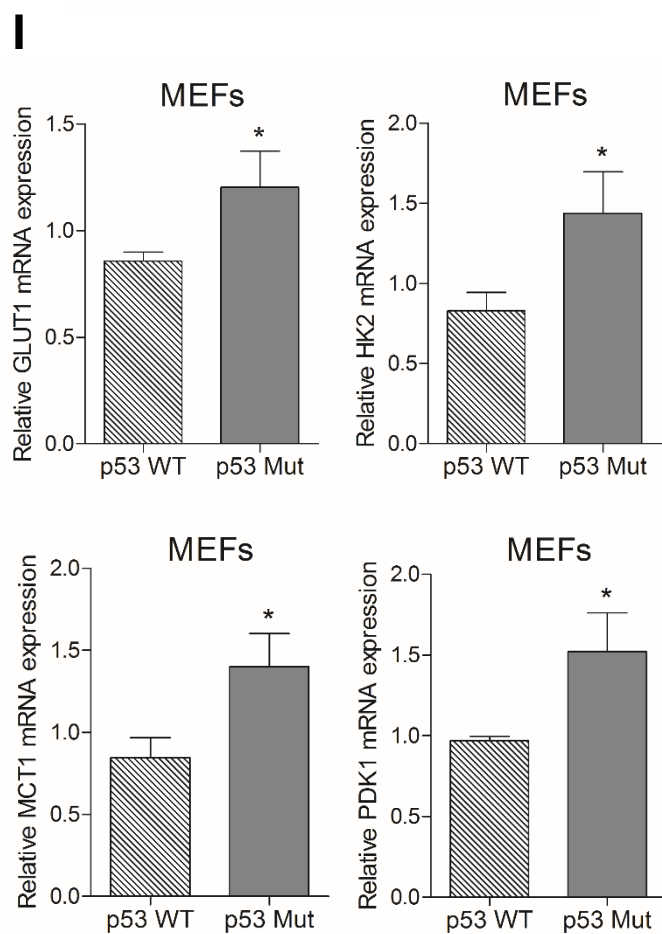 I
MEFs
Relative GLUT1 mRNA expression
1.5
1.0
0.5
0.0
*
p53 WT p53 Mut
MEFs
Relative HK2 mRNA expression
2.0
1.5
1.0
0.5
0.0
*
p53 WT p53 Mut
MEFs
Relative MCT1 mRNA expression
2.0
1.5
1.0
0.5
0.0
*
p53 WT p53 Mut
MEFs
Relative PDK1 mRNA expression
2.0
1.5
1.0
0.5
0.0
*
p53 WT p53 Mut